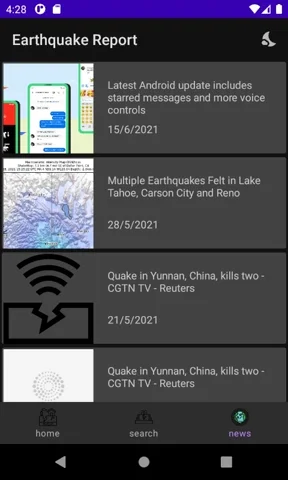 4:28
Earthquake Report
Latest Android update includes
starred messages and more voice
controls
15/6/2021
Multiple Earthquakes Felt in Lake
Tahoe, Carson City and Reno
28/5/2021
Quake in Yunnan, China, kills two -
CGTN TV - Reuters
21/5/2021
Quake in Yunnan, China, kills two -
CGTN TV - Reuters
home
search
news